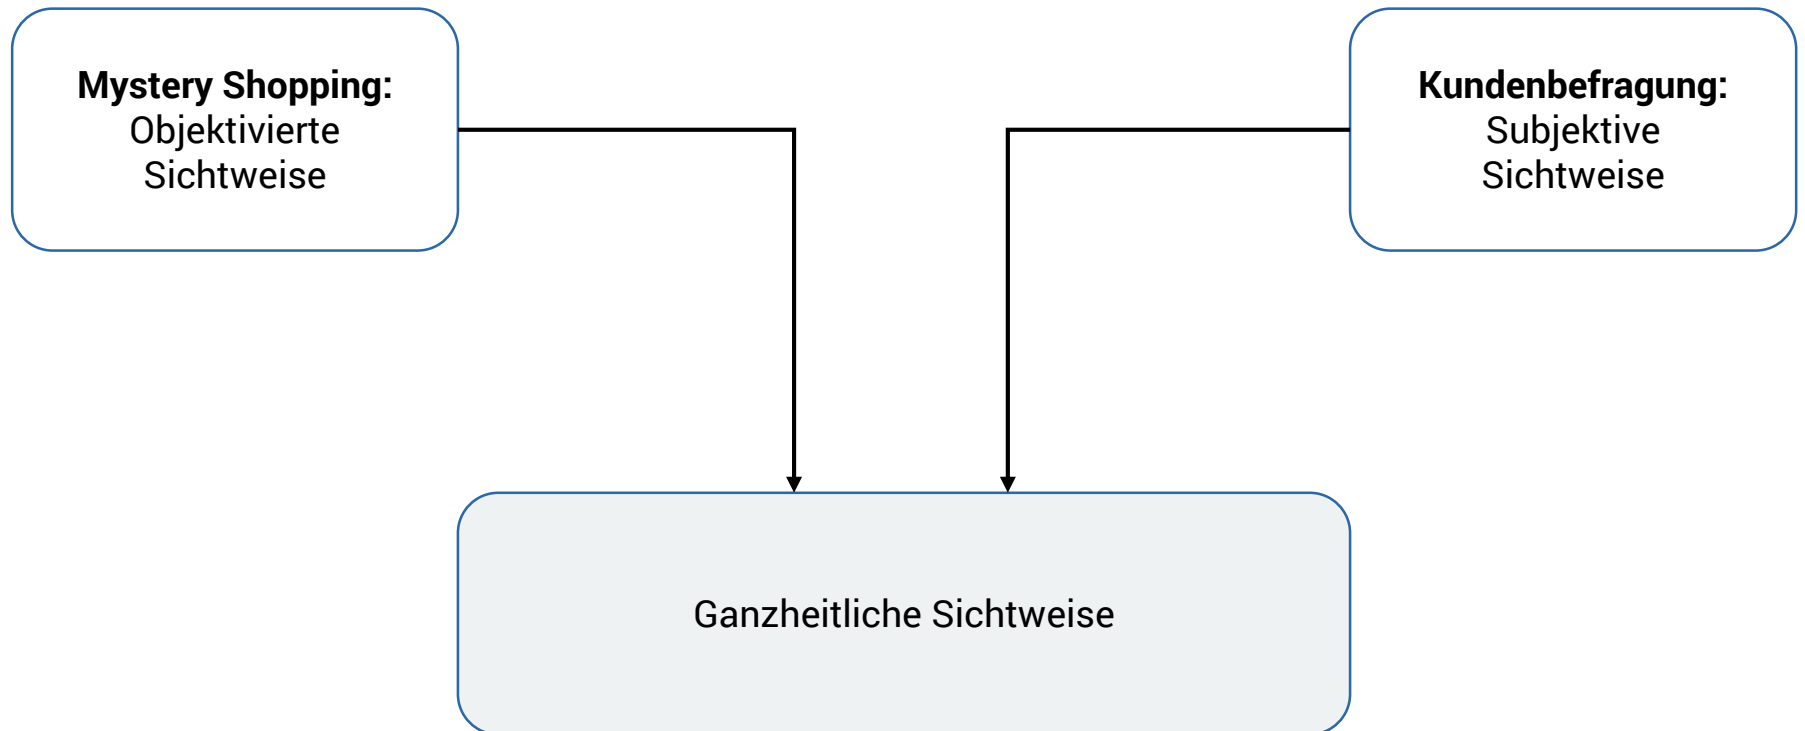 Mystery Shopping:
Objektivierte
Sichtweise
Kundenbefragung:
Subjektive
Sichtweise
Ganzheitliche Sichtweise